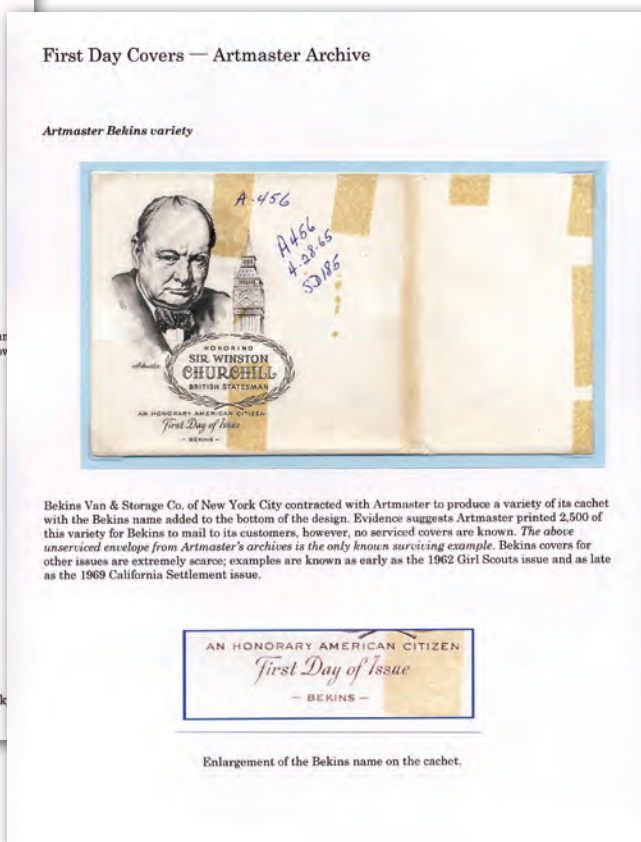 First Day Covers — Artmaster Archive
Artmaster Bekins variety
A-456
A456
4-28-65
SD185
HONORING
SIR WINSTON
CHURCHILL
BRITISH STATESMAN
AN HONORARY AMERICAN CITIZEN
First Day of Issue
– BEKINS –
Bekins Van & Storage Co. of New York City contracted with Artmaster to produce a variety of its cachet
with the Bekins name added to the bottom of the design. Evidence suggests Artmaster printed 2,500 of
this variety for Bekins to mail to its customers, however, no serviced covers are known. The above
unserviced envelope from Artmaster's archives is the only known surviving example. Bekins covers for
other issues are extremely scarce; examples are known as early as the 1962 Girl Scouts issue and as late
as the 1969 California Settlement issue.
AN HONORARY AMERICAN CITIZEN
First Day of Issue
– BEKINS –
Enlargement of the Bekins name on the cachet.